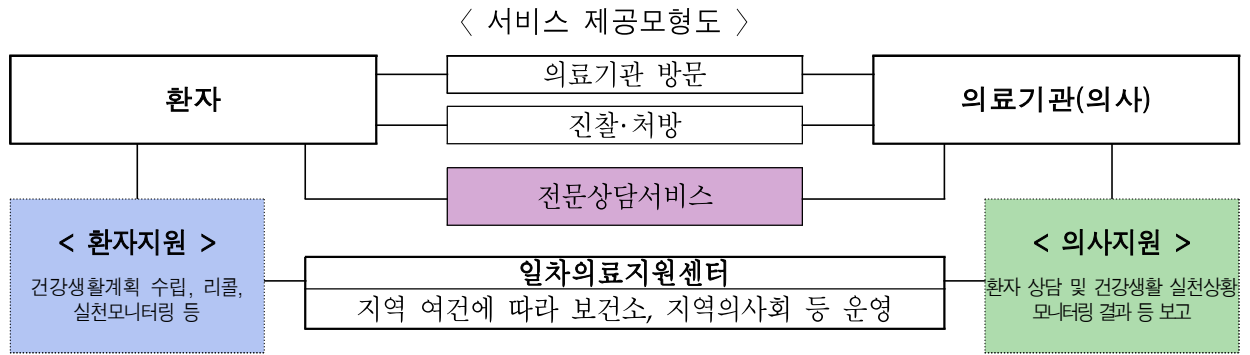 〈 서비스 제공모형도 〉
환자
의료기관 방문
의료기관(의사)
진찰·처방
전문상담서비스
< 환자지원 >
건강생활계획 수립, 리콜,
실천모니터링 등
일차의료지원센터
지역 여건에 따라 보건소, 지역의사회 등 운영
< 의사지원 >
환자 상담 및 건강생활 실천상황
모니터링 결과 등 보고